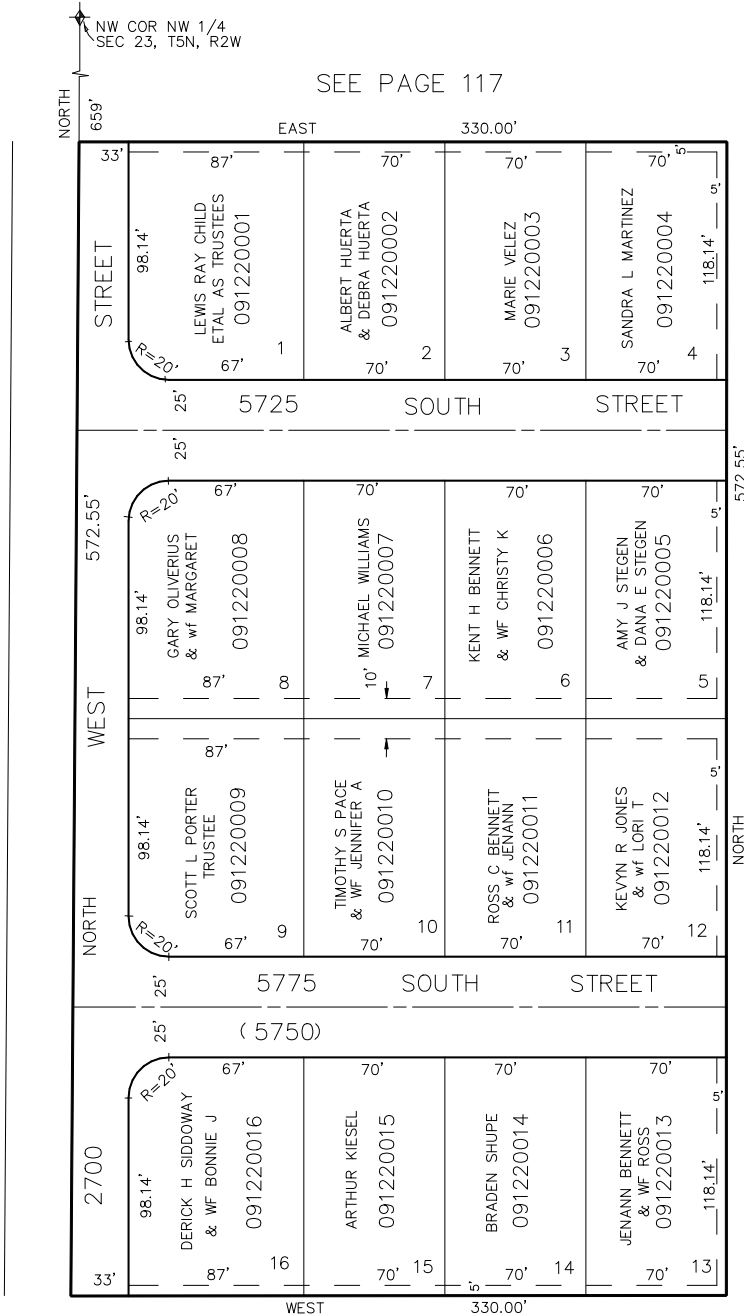 NW COR NW 1/4
SEC 23, T5N, R2W
SEE PAGE 117
NORTH
659'
EAST 330.00'
33'
87'
70'
70'
70'
5'
5'
STREET
98.14'
LEWIS RAY CHILD
ETAL AS TRUSTEES
091220001
ALBERT HUERTA
& DEBRA HUERTA
091220002
MARIE VELEZ
091220003
SANDRA L MARTINEZ
091220004
118.14'
R=20'
67'
1
70'
2
70'
3
70'
4
25'
5725 SOUTH STREET
25'
572.55'
67'
70'
70'
70'
572.55'
R=20'
5'
98.14'
GARY OLIVERIUS
& wf MARGARET
091220008
MICHAEL WILLIAMS
091220007
KENT H BENNETT
& WF CHRISTY K
091220006
AMY J STEGEN
& DANA E STEGEN
091220005
118.14'
87'
8
10'
7
6
5
WEST
87'
5'
98.14'
SCOTT L PORTER
TRUSTEE
091220009
TIMOTHY S PACE
& WF JENNIFER A
091220010
ROSS C BENNETT
& wf JENANN
091220011
KEVYN R JONES
& wf LORI T
091220012
118.14'
NORTH
NORTH
R=20'
67'
9
70'
10
70'
11
70'
12
25'
5775 SOUTH STREET
25'
(5750)
67'
70'
70'
70'
R=20'
5'
2700
98.14'
DERICK H SIDDOWAY
& WF BONNIE J
091220016
ARTHUR KIESEL
091220015
BRADEN SHUPE
091220014
JENANN BENNETT
& WF ROSS
091220013
118.14'
33'
87'
16
70'
15
5'
70'
14
70'
13
WEST 330.00'